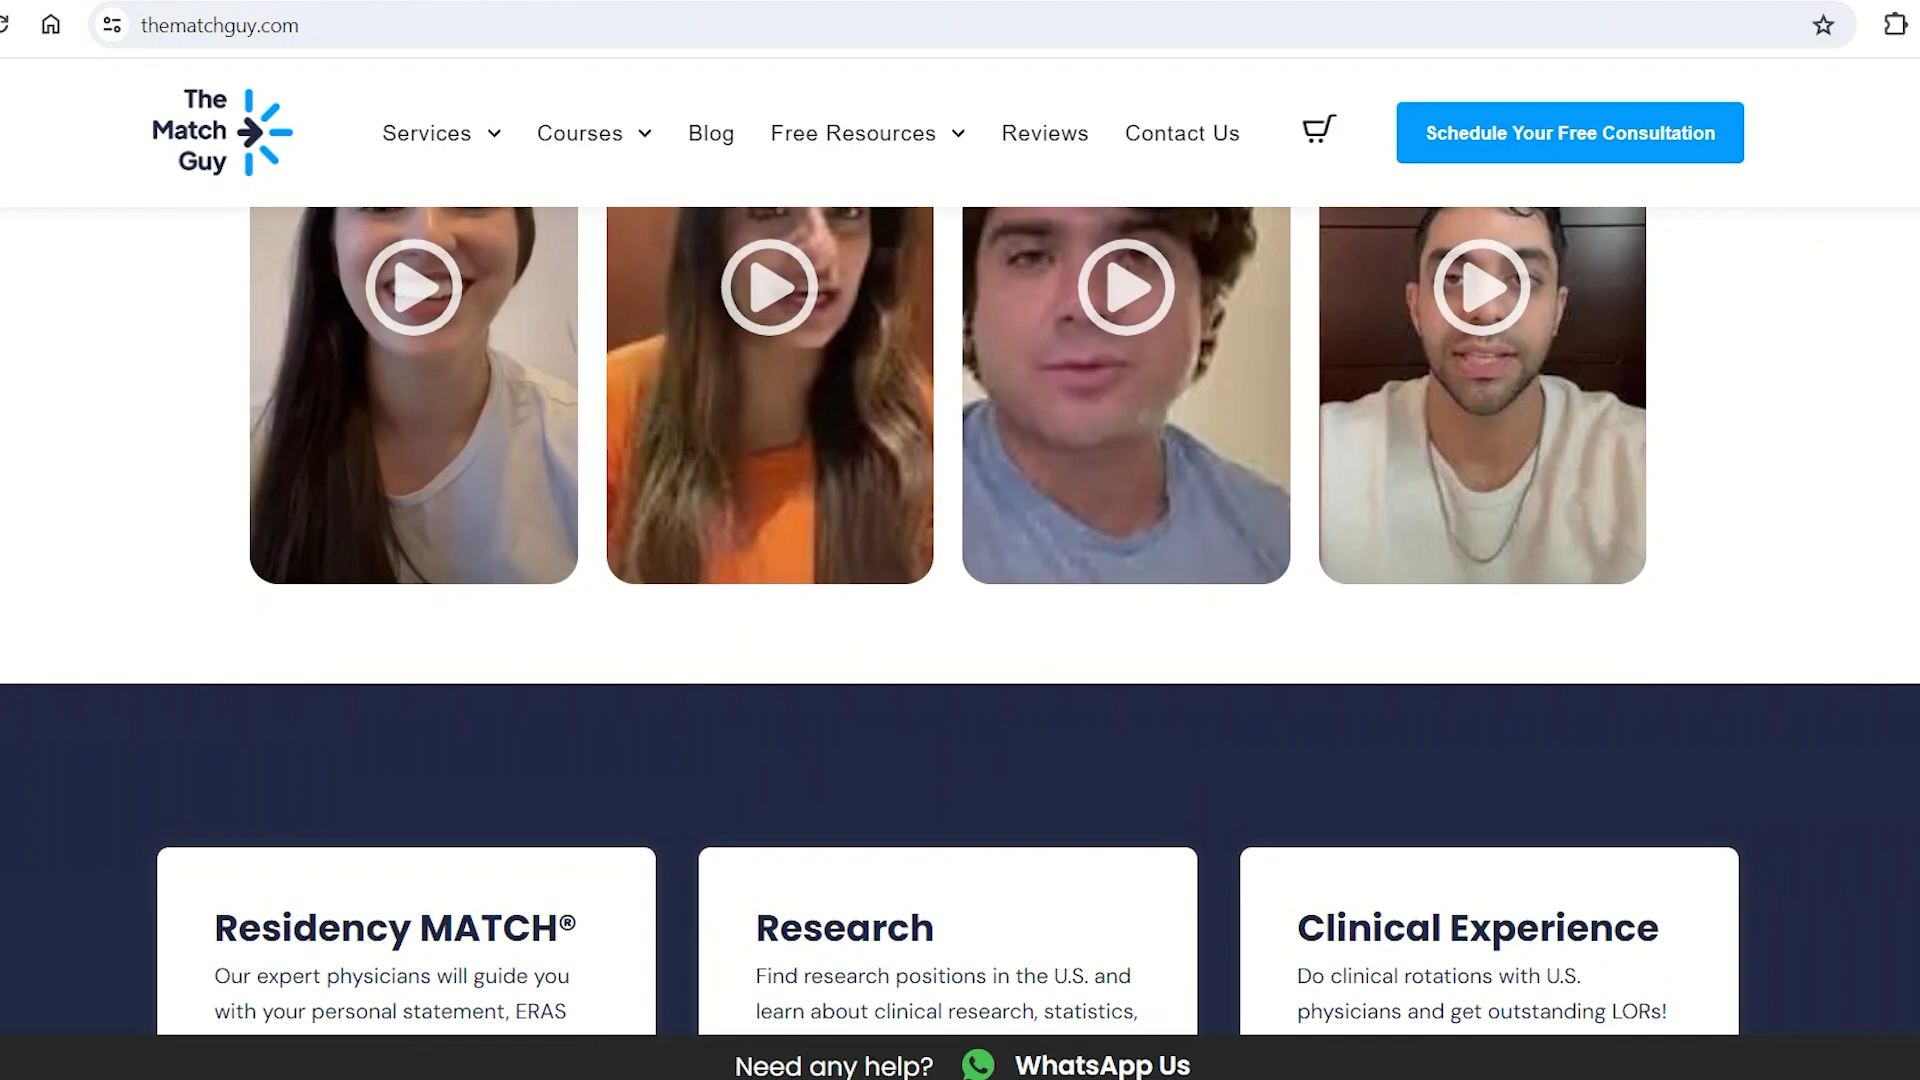 thematchguy.com
The
Match
Guy
Services
Courses
Blog
Free Resources
Reviews
Contact Us
Schedule Your Free Consultation
Residency MATCH®
Our expert physicians will guide you
with your personal statement, ERAS
Research
Find research positions in the U.S. and
learn about clinical research, statistics,
Clinical Experience
Do clinical rotations with U.S.
physicians and get outstanding LORs!
Need any help? WhatsApp Us